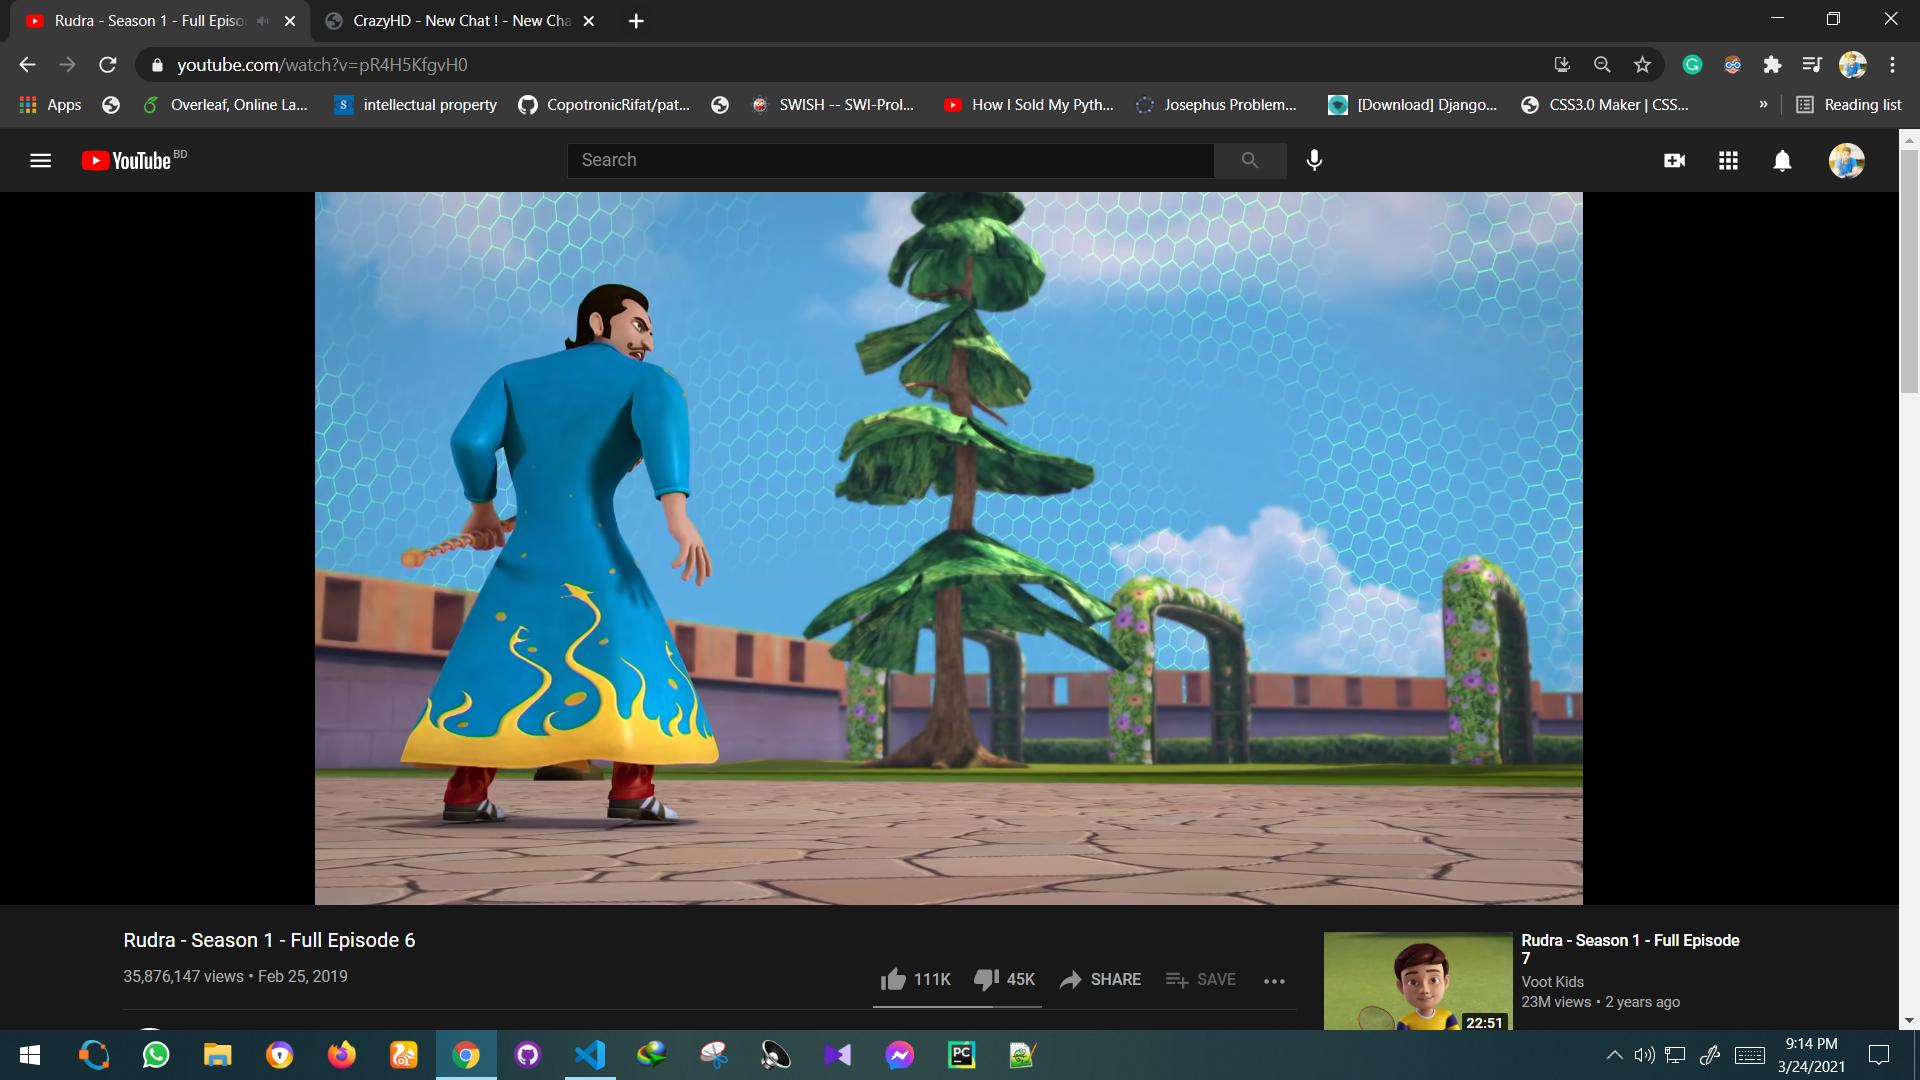 Rudra - Season 1 - Full Episo
CrazyHD - New Chat ! - New Cha
youtube.com/watch?v=pR4H5KfgvH0
Apps
Overleaf, Online La...
intellectual property
CopotronicRifat/pat...
SWISH -- SWI-Prol...
How I Sold My Pyth...
Josephus Problem...
[Download] Django...
CSS3.0 Maker | CSS...
»
Reading list
YouTube BD
Search
Rudra - Season 1 - Full Episode 6
35,876,147 views • Feb 25, 2019
111K
45K
SHARE
SAVE
Rudra - Season 1 - Full Episode
7
Voot Kids
23M views • 2 years ago
22:51
PC
9:14 PM
3/24/2021